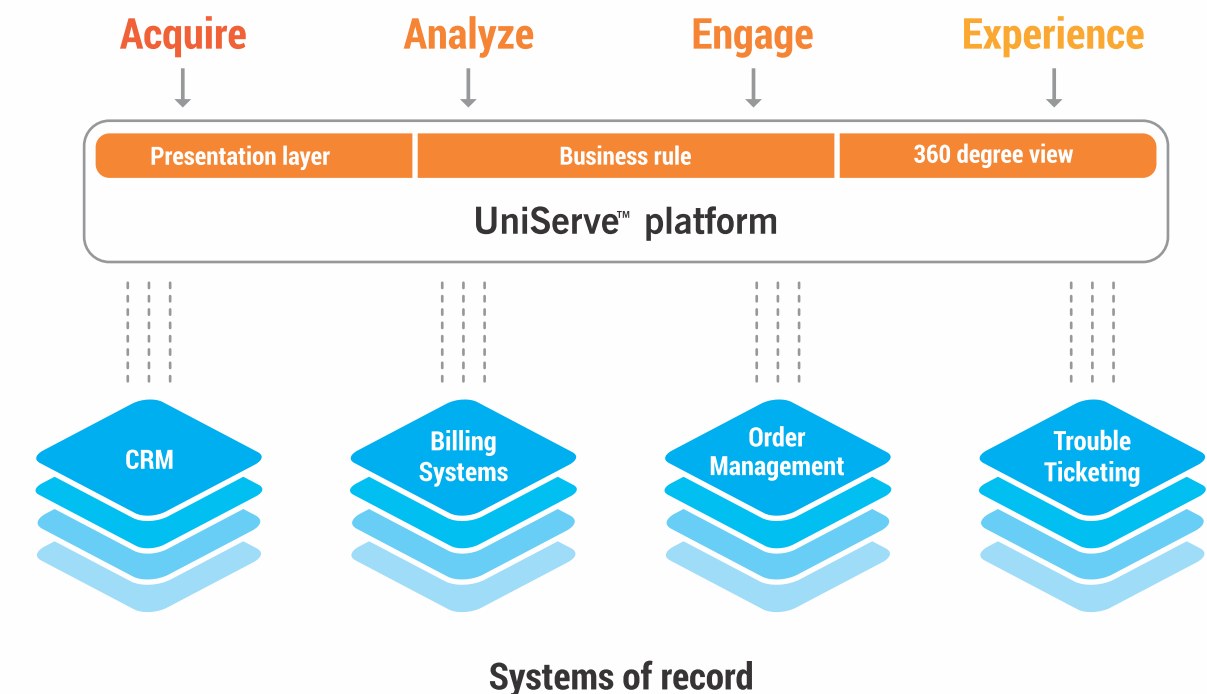 Acquire Analyze Engage Experience
Presentation layer Business rule 360 degree view
UniServe™ platform
CRM
Billing
Systems
Order
Management
Trouble
Ticketing
Systems of record